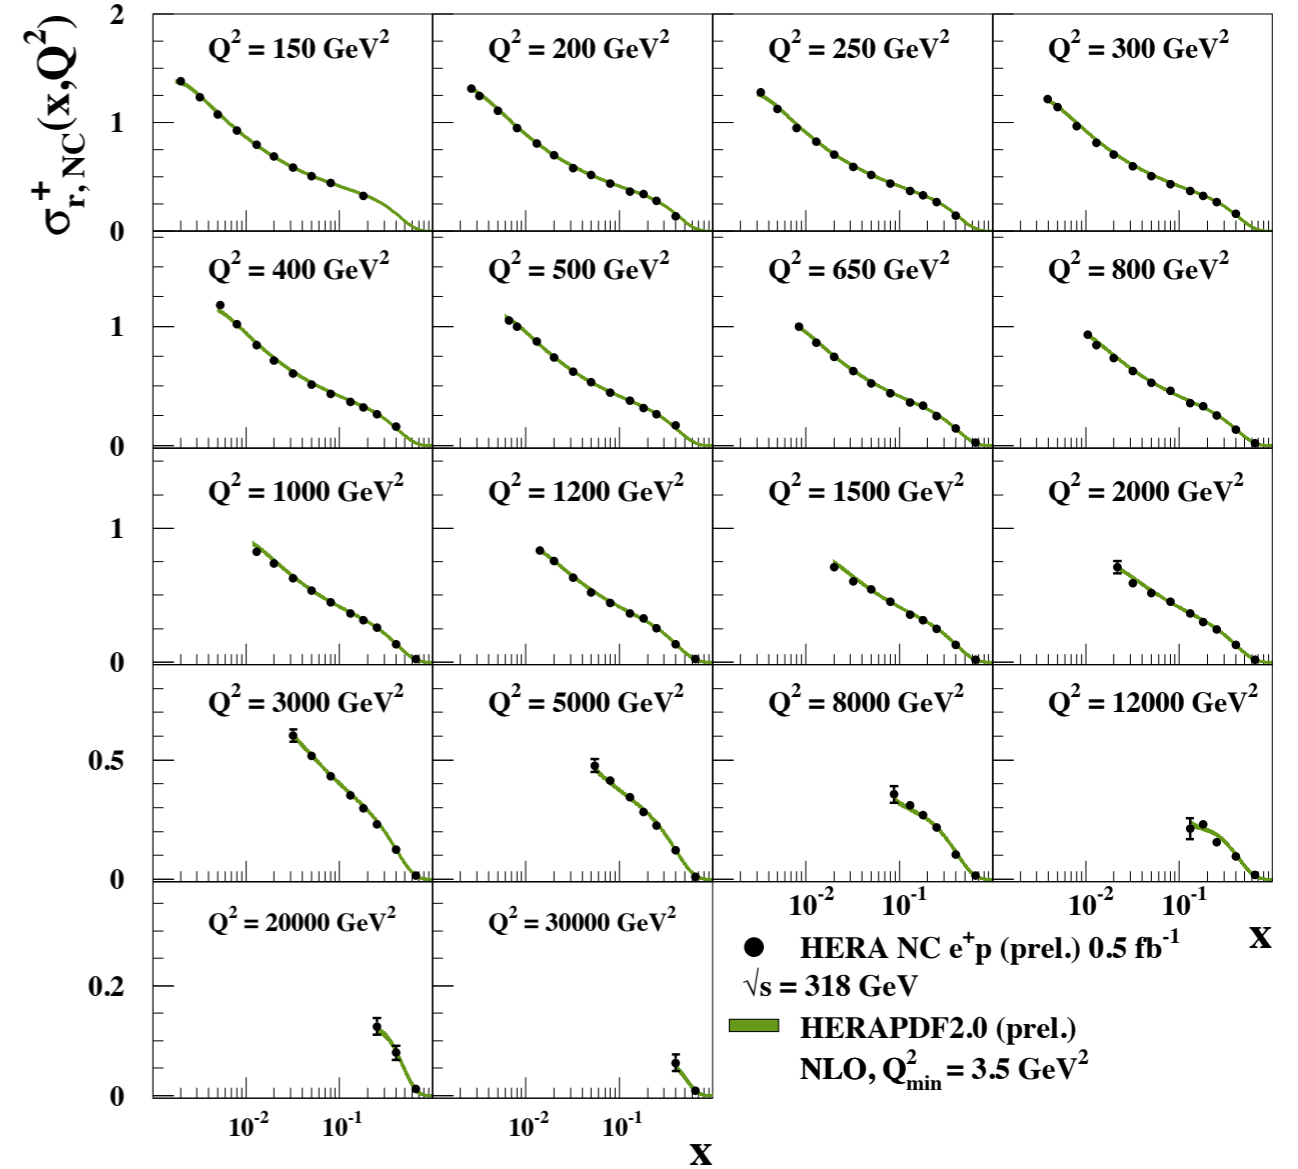 σ⁺r, NC(x,Q²)
2
Q² = 150 GeV²
Q² = 200 GeV²
Q² = 250 GeV²
Q² = 300 GeV²
1
0
Q² = 400 GeV²
Q² = 500 GeV²
Q² = 650 GeV²
Q² = 800 GeV²
1
0
Q² = 1000 GeV²
Q² = 1200 GeV²
Q² = 1500 GeV²
Q² = 2000 GeV²
1
0
Q² = 3000 GeV²
Q² = 5000 GeV²
Q² = 8000 GeV²
Q² = 12000 GeV²
0.5
0
10⁻² 10⁻¹
10⁻² 10⁻¹
x
Q² = 20000 GeV²
Q² = 30000 GeV²
0.2
0
10⁻² 10⁻¹
10⁻² 10⁻¹
x
HERA NC e⁺p (prel.) 0.5 fb⁻¹
√s = 318 GeV
HERAPDF2.0 (prel.)
NLO, Q²min = 3.5 GeV²